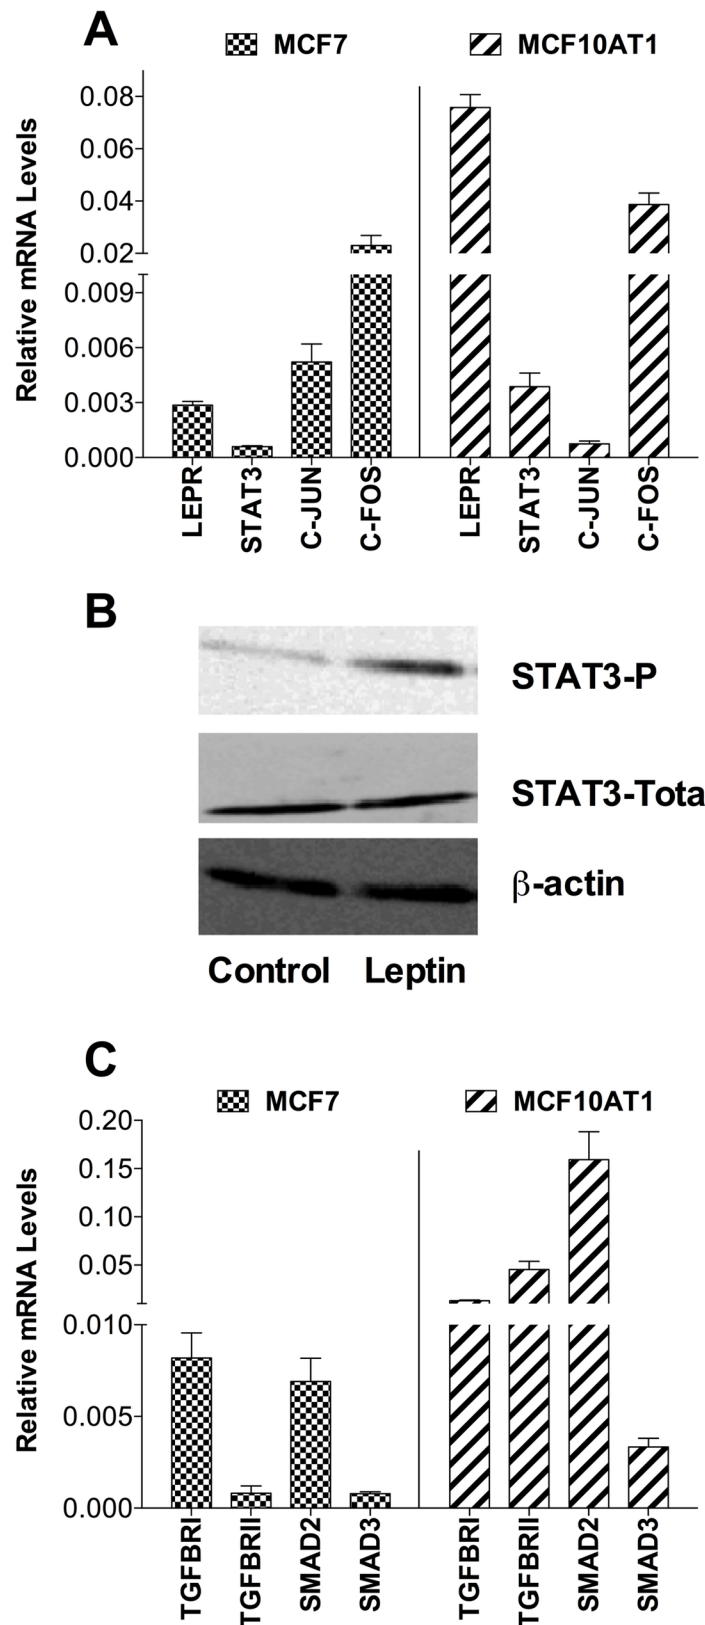 A
MCF7 MCF10AT1
Relative mRNA Levels
0.08
0.06
0.04
0.02
0.009
0.006
0.003
0.000
LEPR STAT3 C-JUN C-FOS LEPR STAT3 C-JUN C-FOS
B
STAT3-P
STAT3-Tota
β-actin
Control Leptin
C
MCF7 MCF10AT1
Relative mRNA Levels
0.20
0.15
0.10
0.05
0.010
0.005
0.000
TGFBRI TGFBRII SMAD2 SMAD3 TGFBRI TGFBRII SMAD2 SMAD3